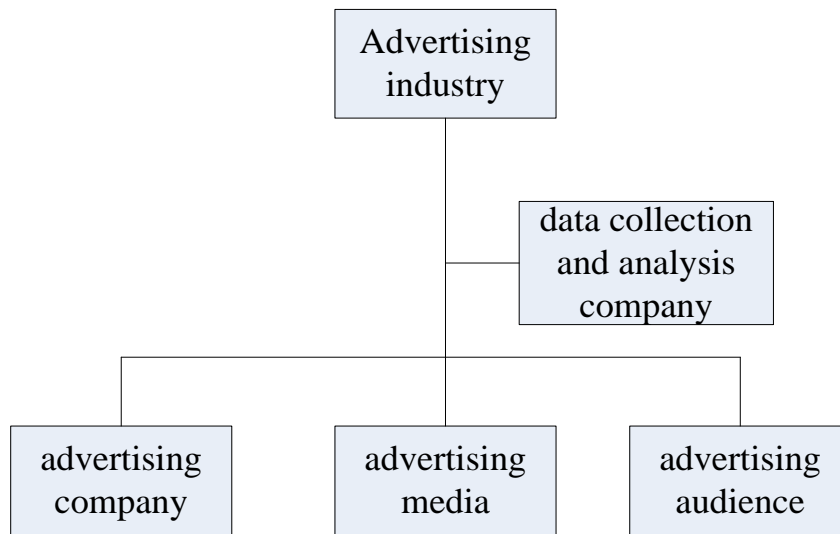 Advertising
industry
data collection
and analysis
company
advertising
company
advertising
media
advertising
audience